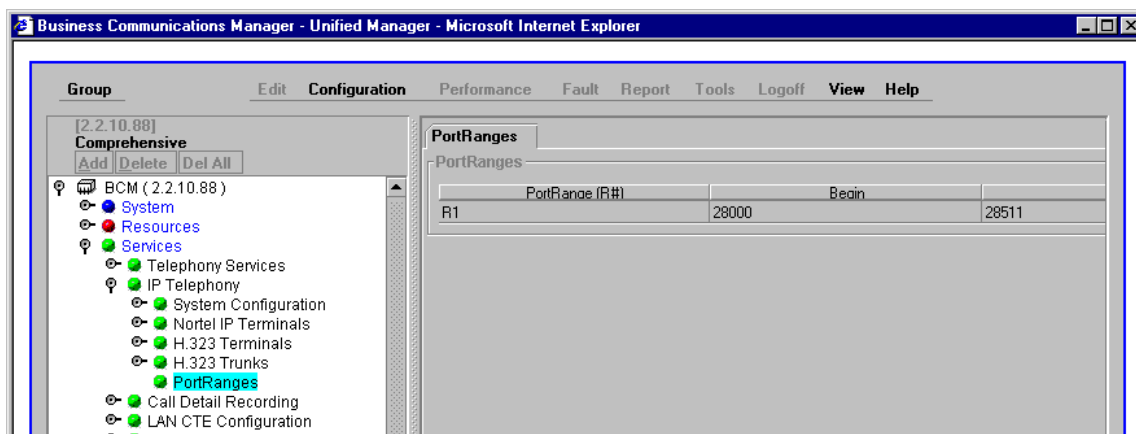 Business Communications Manager - Unified Manager - Microsoft Internet Explorer
Group Edit Configuration Performance Fault Report Tools Logoff View Help
[2.2.10.88]
Comprehensive
Add Delete Del All
BCM ( 2.2.10.88 )
System
Resources
Services
Telephony Services
IP Telephony
System Configuration
Nortel IP Terminals
H.323 Terminals
H.323 Trunks
PortRanges
Call Detail Recording
LAN CTE Configuration
PortRanges
PortRanges
PortRange (R#) Begin
R1 28000 28511